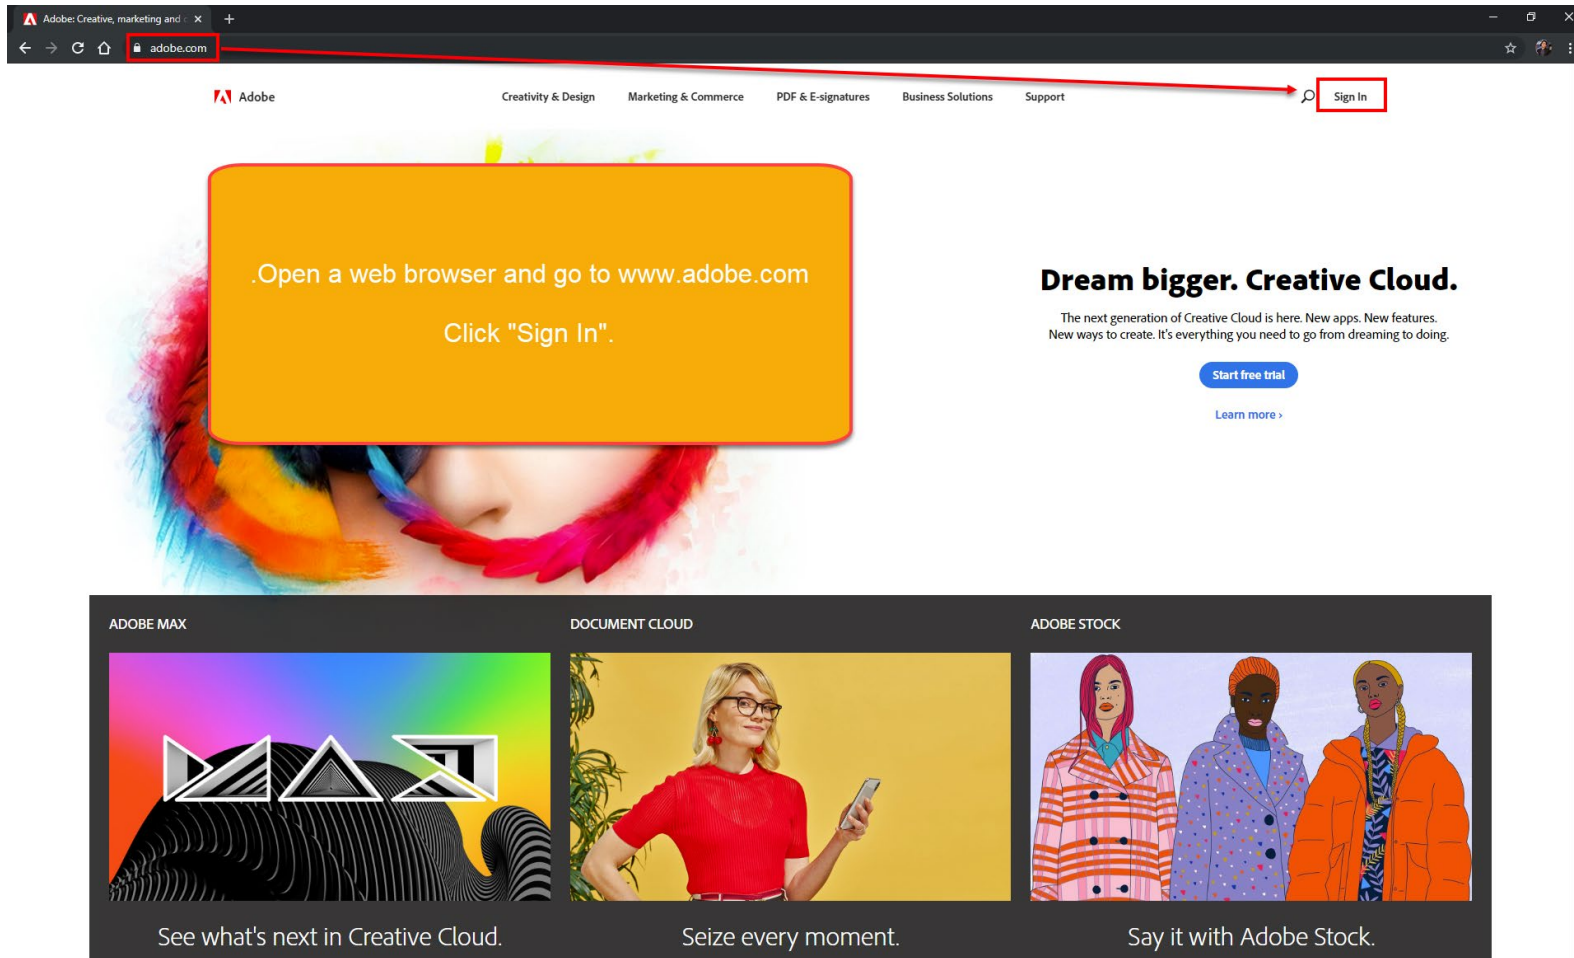 Adobe: Creative, marketing and
adobe.com
Adobe
Creativity & Design
Marketing & Commerce
PDF & E-signatures
Business Solutions
Support
Sign In
.Open a web browser and go to www.adobe.com
Click "Sign In".
Dream bigger. Creative Cloud.
The next generation of Creative Cloud is here. New apps. New features.
New ways to create. It's everything you need to go from dreaming to doing.
Start free trial
Learn more ›
ADOBE MAX
DOCUMENT CLOUD
ADOBE STOCK
MAX
See what's next in Creative Cloud.
Seize every moment.
Say it with Adobe Stock.